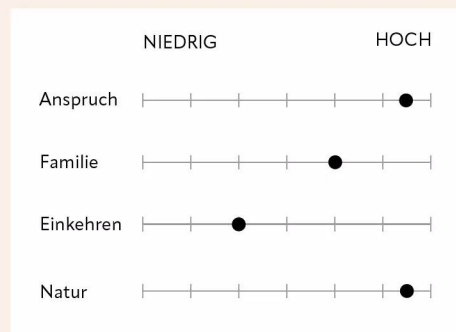 NIEDRIG HOCH
Anspruch
Familie
Einkehren
Natur